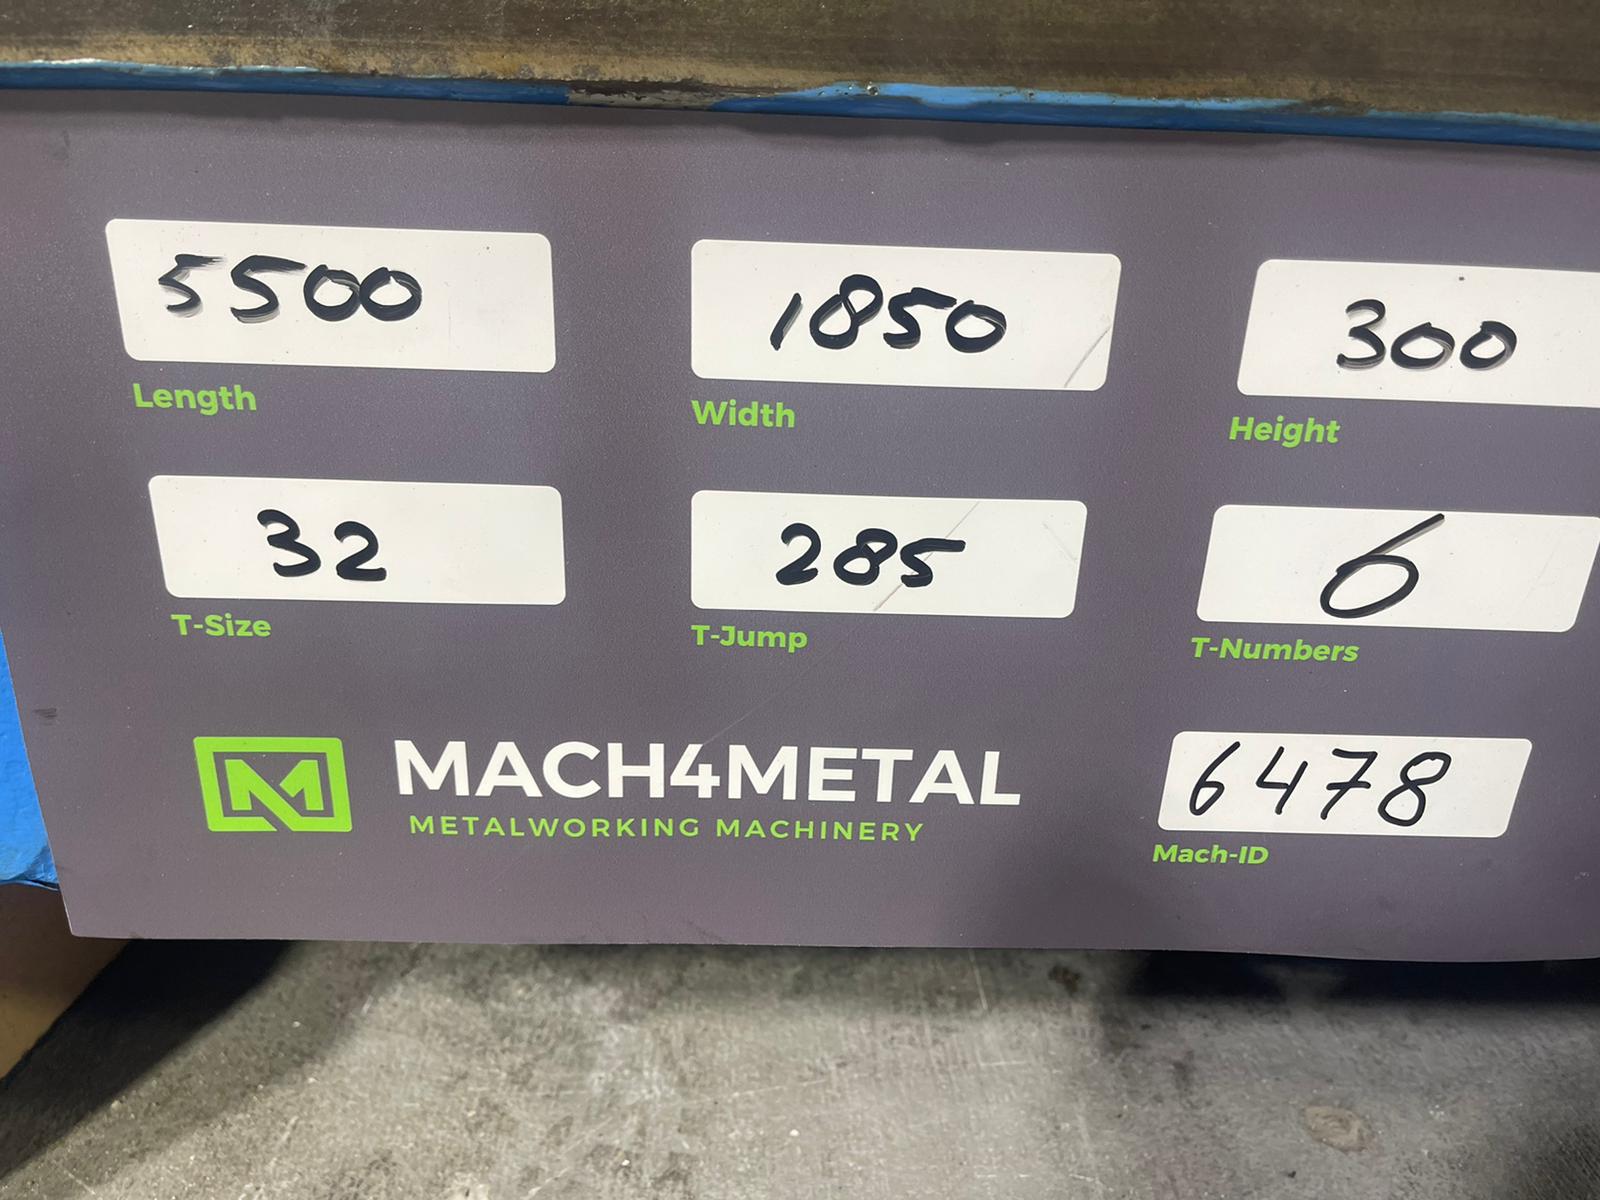 5500 1850 300
Length Width Height
32 285 6
T-Size T-Jump T-Numbers
MACH4METAL 6478
METALWORKING MACHINERY Mach-ID